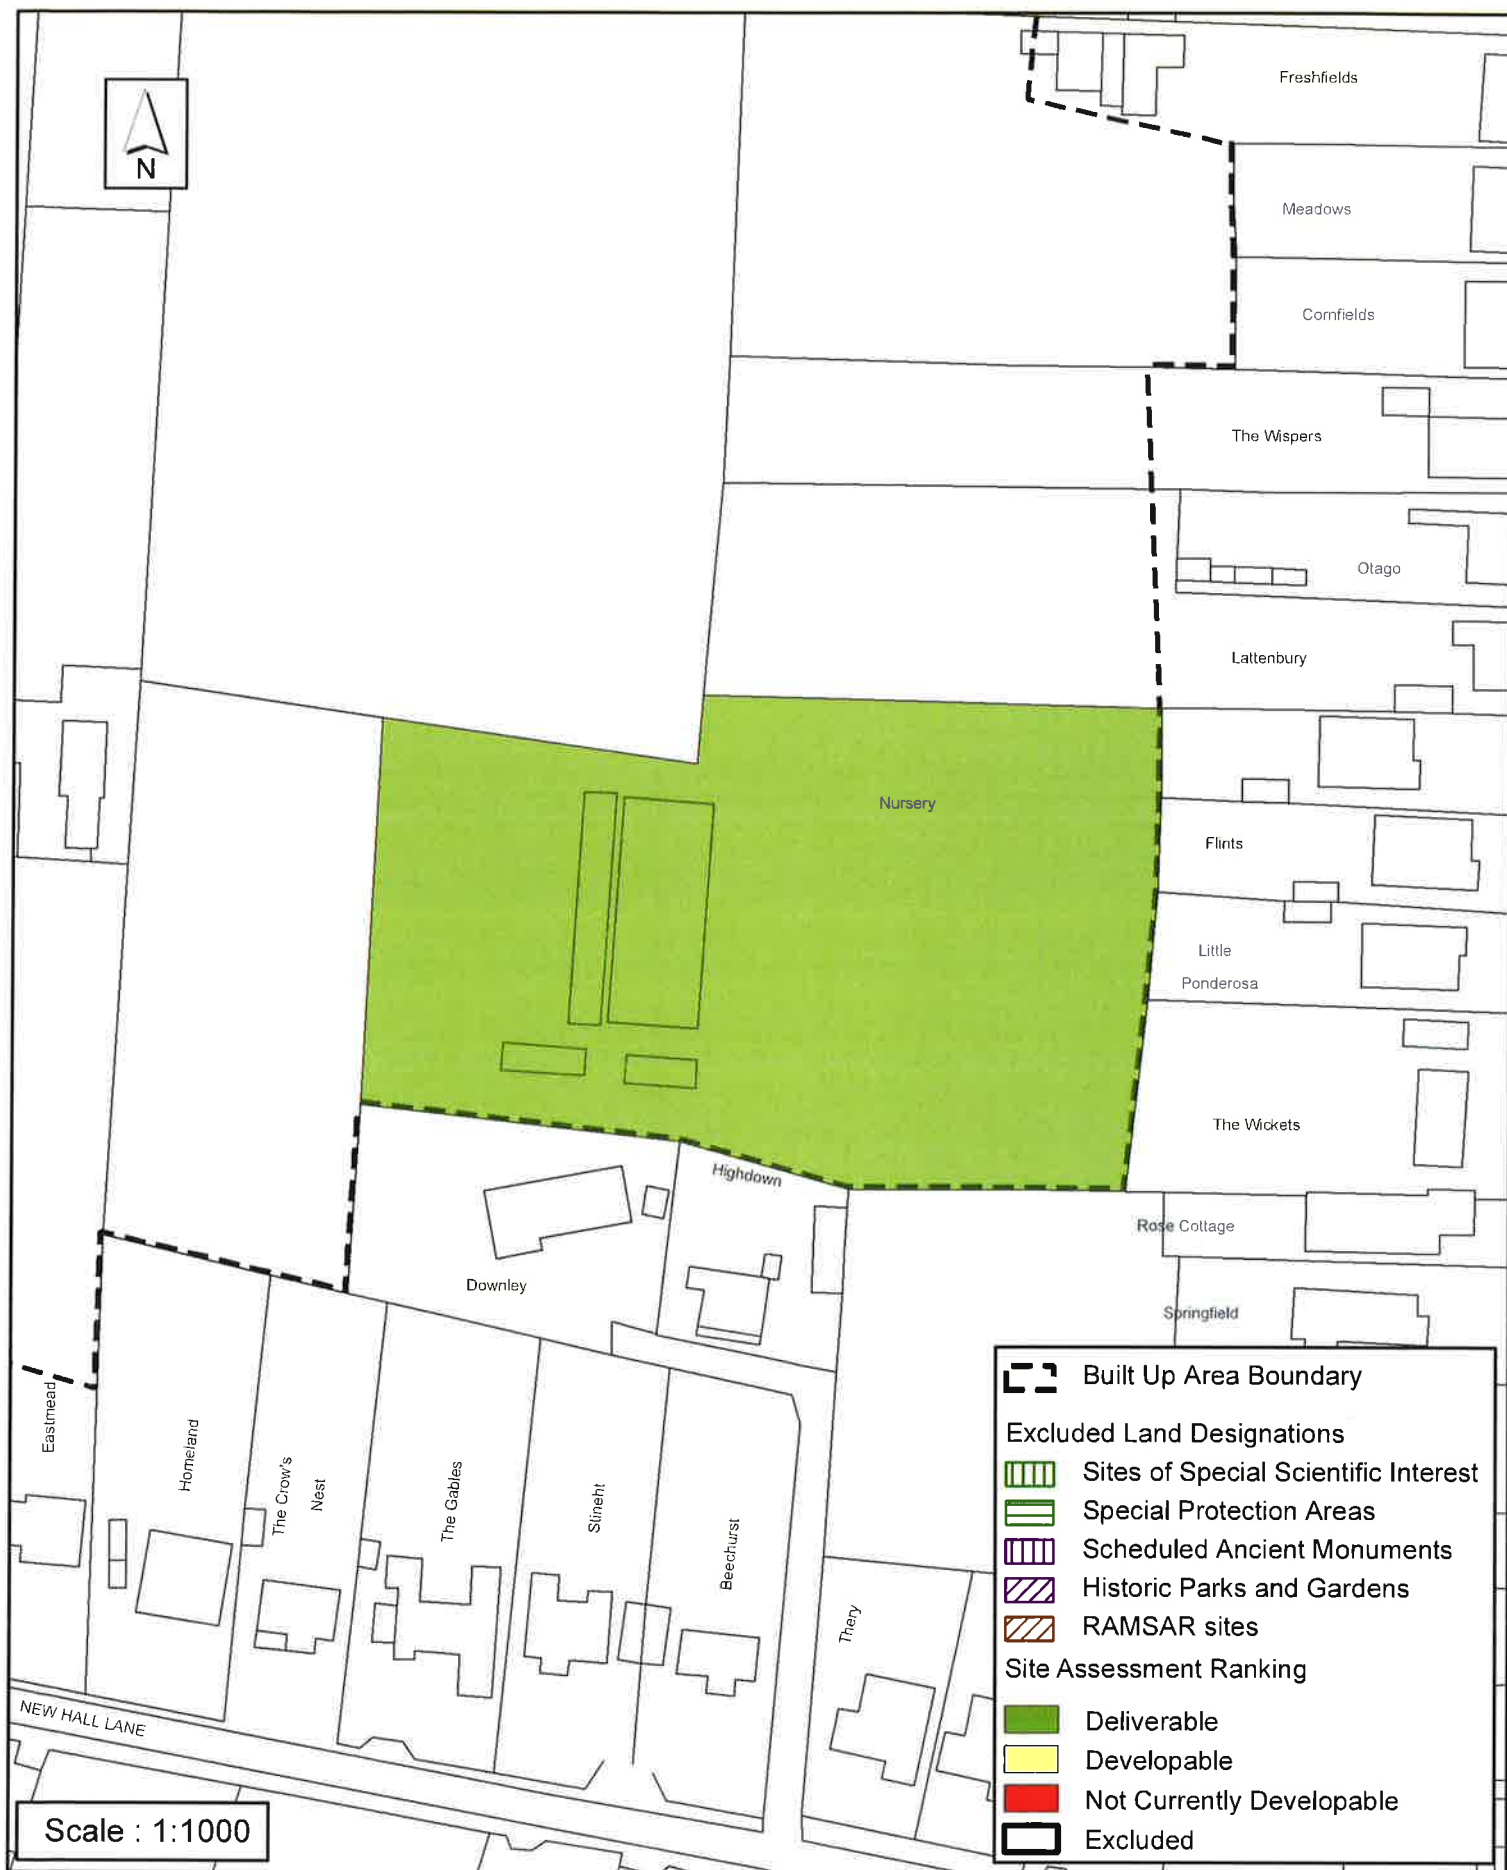 N
Freshfields
Meadows
Cornfields
The Wispers
Otago
Lattenbury
Nursery
Flints
Little
Ponderosa
The Wickets
Highdown
Rose Cottage
Downley
Springfield
Eastmead
Homeland
The Crow's
Nest
The Gables
Stineht
Beechurst
Thery
NEW HALL LANE
Scale : 1:1000
Built Up Area Boundary
Excluded Land Designations
Sites of Special Scientific Interest
Special Protection Areas
Scheduled Ancient Monuments
Historic Parks and Gardens
RAMSAR sites
Site Assessment Ranking
Deliverable
Developable
Not Currently Developable
Excluded